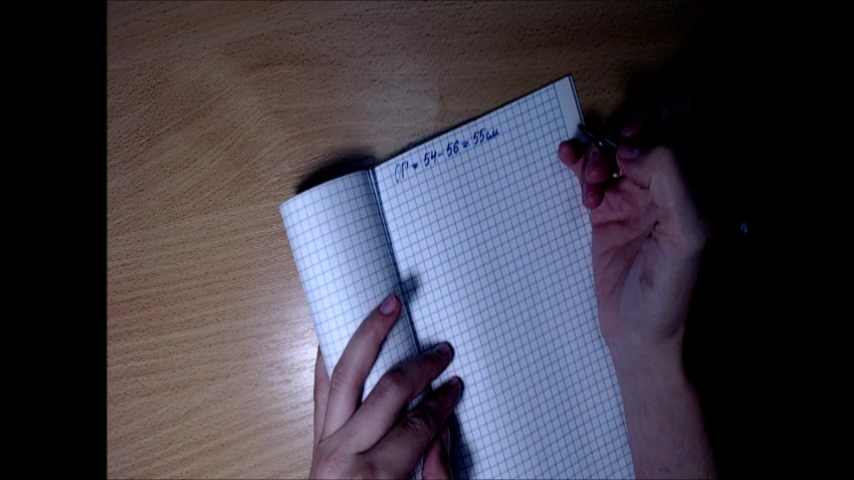 ОГ = 54-56 = 55см